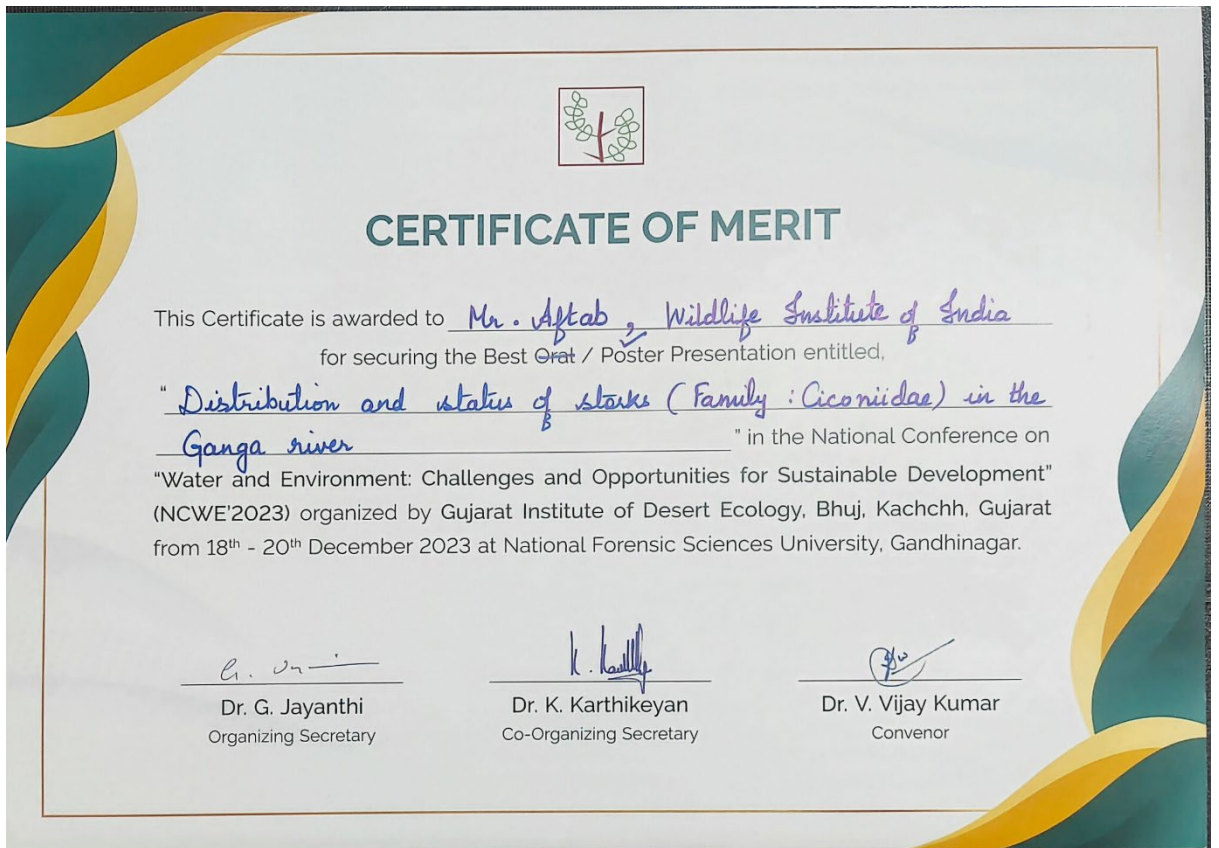 CERTIFICATE OF MERIT
This Certificate is awarded to Mr. Aftab, Wildlife Institute of India
for securing the Best Oral / Poster Presentation entitled,
"Distribution and status of storks (Family : Ciconiidae) in the
Ganga river" in the National Conference on
“Water and Environment: Challenges and Opportunities for Sustainable Development”
(NCWE’2023) organized by Gujarat Institute of Desert Ecology, Bhuj, Kachchh, Gujarat
from 18th - 20th December 2023 at National Forensic Sciences University, Gandhinagar.
Dr. G. Jayanthi
Organizing Secretary
Dr. K. Karthikeyan
Co-Organizing Secretary
Dr. V. Vijay Kumar
Convenor